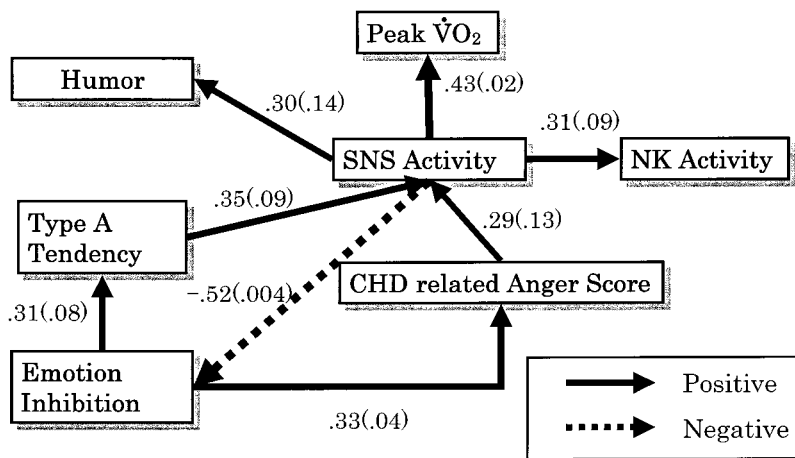 Peak V̇O₂
Humor
.30(.14)
.43(.02)
.31(.09)
SNS Activity
NK Activity
.35(.09)
.29(.13)
Type A
Tendency
-.52(.004)
CHD related Anger Score
.31(.08)
Emotion
Inhibition
.33(.04)
Positive
Negative